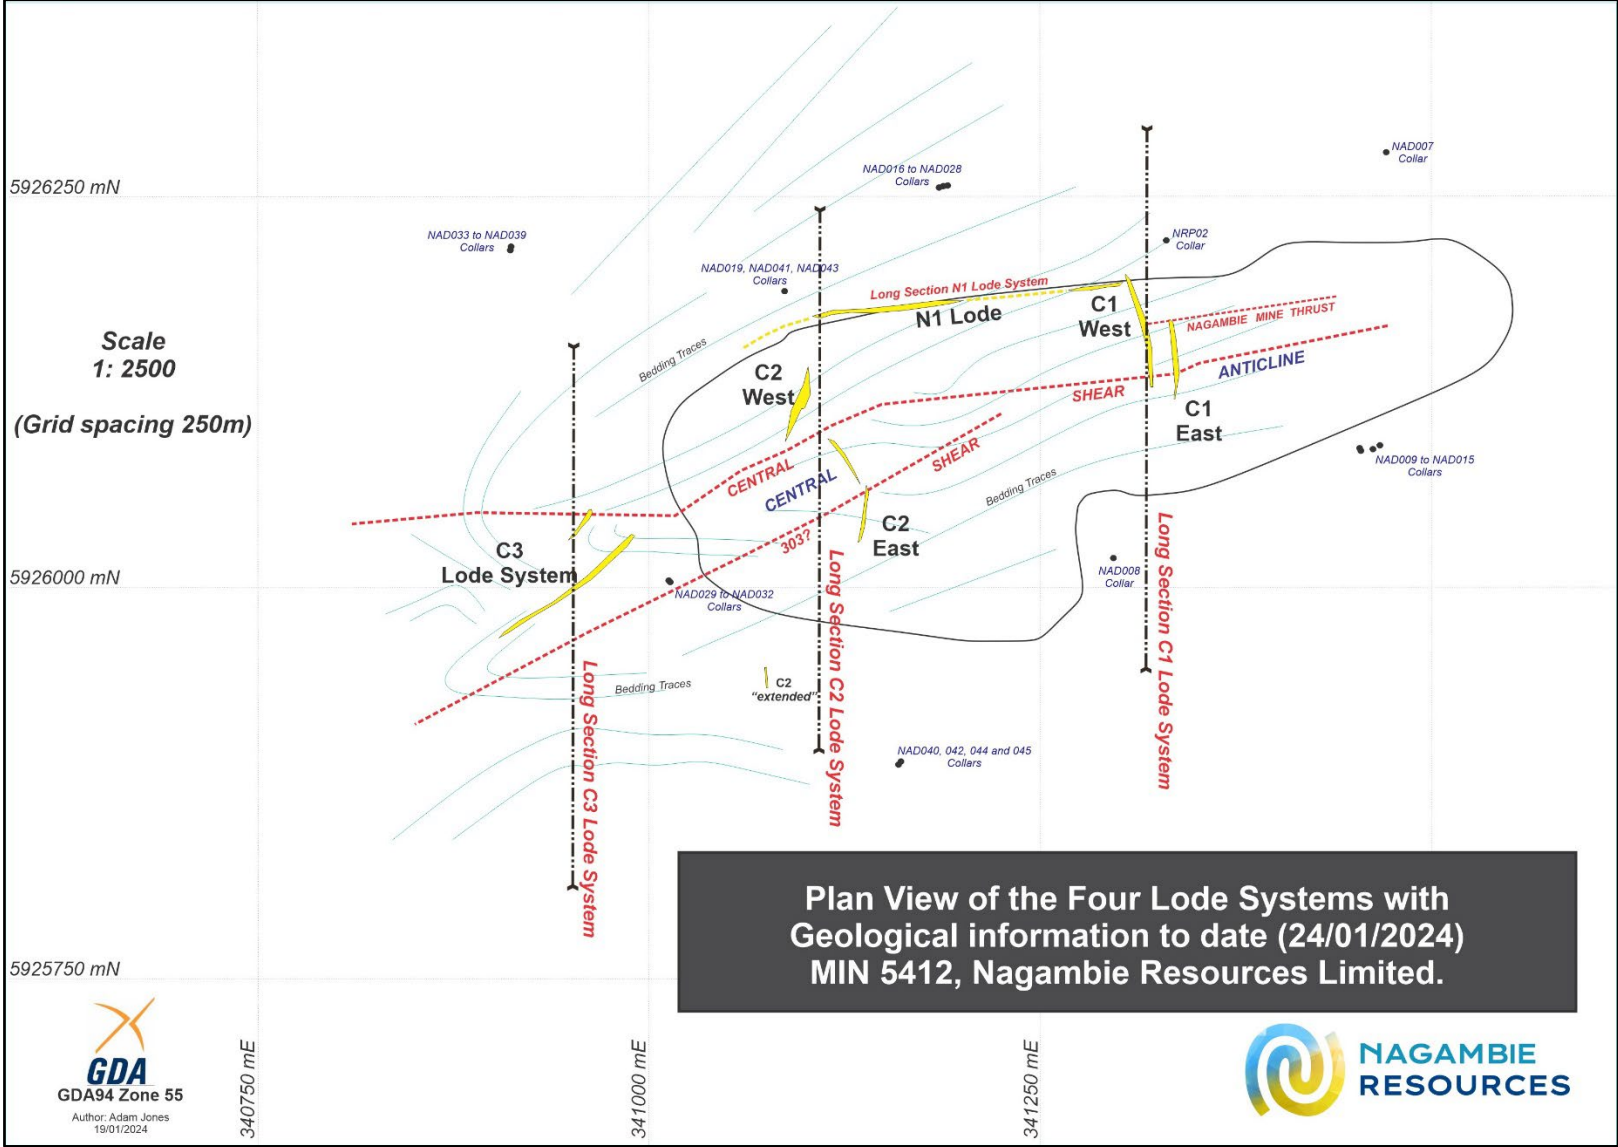 NAD007
Collar
NAD016 to NAD028
Collars
5926250 mN
NAD033 to NAD039
Collars
NRP02
Collar
NAD019, NAD041, NAD043
Collars
Long Section N1 Lode System
N1 Lode
C1
West
NAGAMBIE MINE THRUST
Scale
1: 2500
(Grid spacing 250m)
Bedding Traces
C2
West
ANTICLINE
SHEAR
C1
East
CENTRAL
CENTRAL
SHEAR
NAD009 to NAD015
Collars
Bedding Traces
C2
East
303?
C3
Lode System
5926000 mN
NAD008
Collar
NAD029 to NAD032
Collars
Long Section C3 Lode System
Long Section C2 Lode System
Long Section C1 Lode System
Bedding Traces
C2
"extended"
NAD040, 042, 044 and 045
Collars
Plan View of the Four Lode Systems with
Geological information to date (24/01/2024)
MIN 5412, Nagambie Resources Limited.
5925750 mN
GDA
GDA94 Zone 55
Author: Adam Jones
19/01/2024
340750 mE
341000 mE
341250 mE
NAGAMBIE
RESOURCES